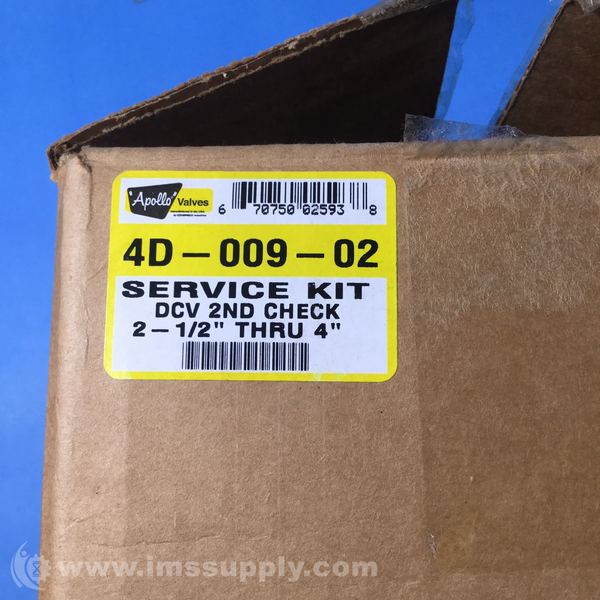 "Apollo" Valves
6 70750 02593 8
4D-009-02
SERVICE KIT
DCV 2ND CHECK
2-1/2" THRU 4"
www.imssupply.com